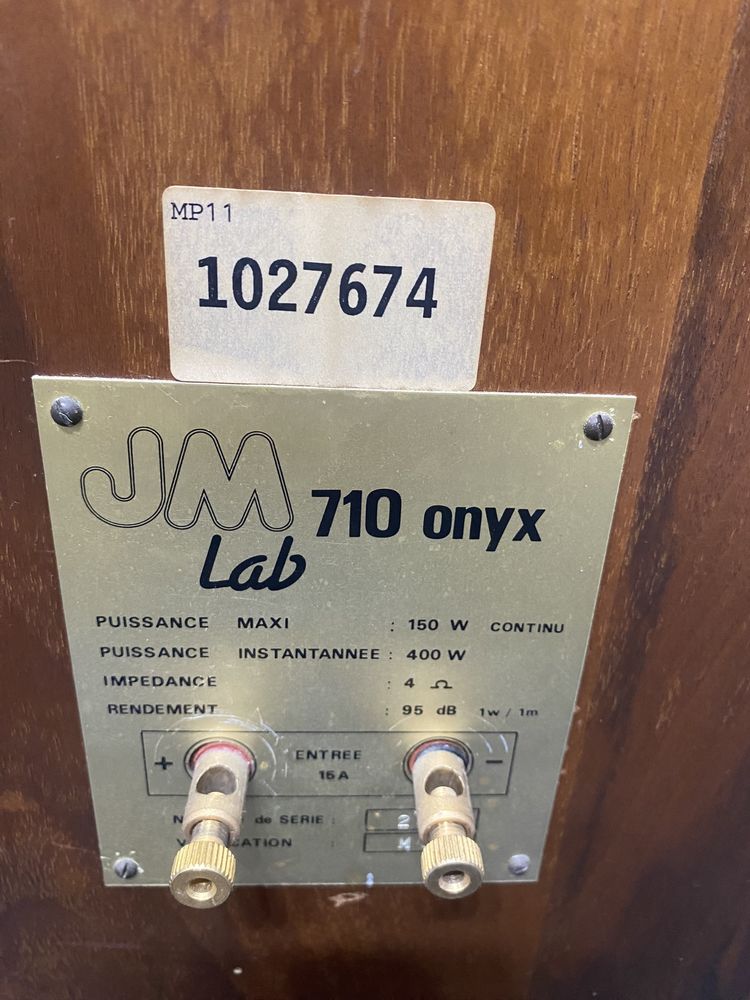 MP11
1027674
JM
Lab
710 onyx
PUISSANCE MAXI : 150 W CONTINU
PUISSANCE INSTANTANNEE : 400 W
IMPEDANCE : 4 Ω
RENDEMENT : 95 dB 1w / 1m
+ ENTREE -
15A
de SERIE : 2
: